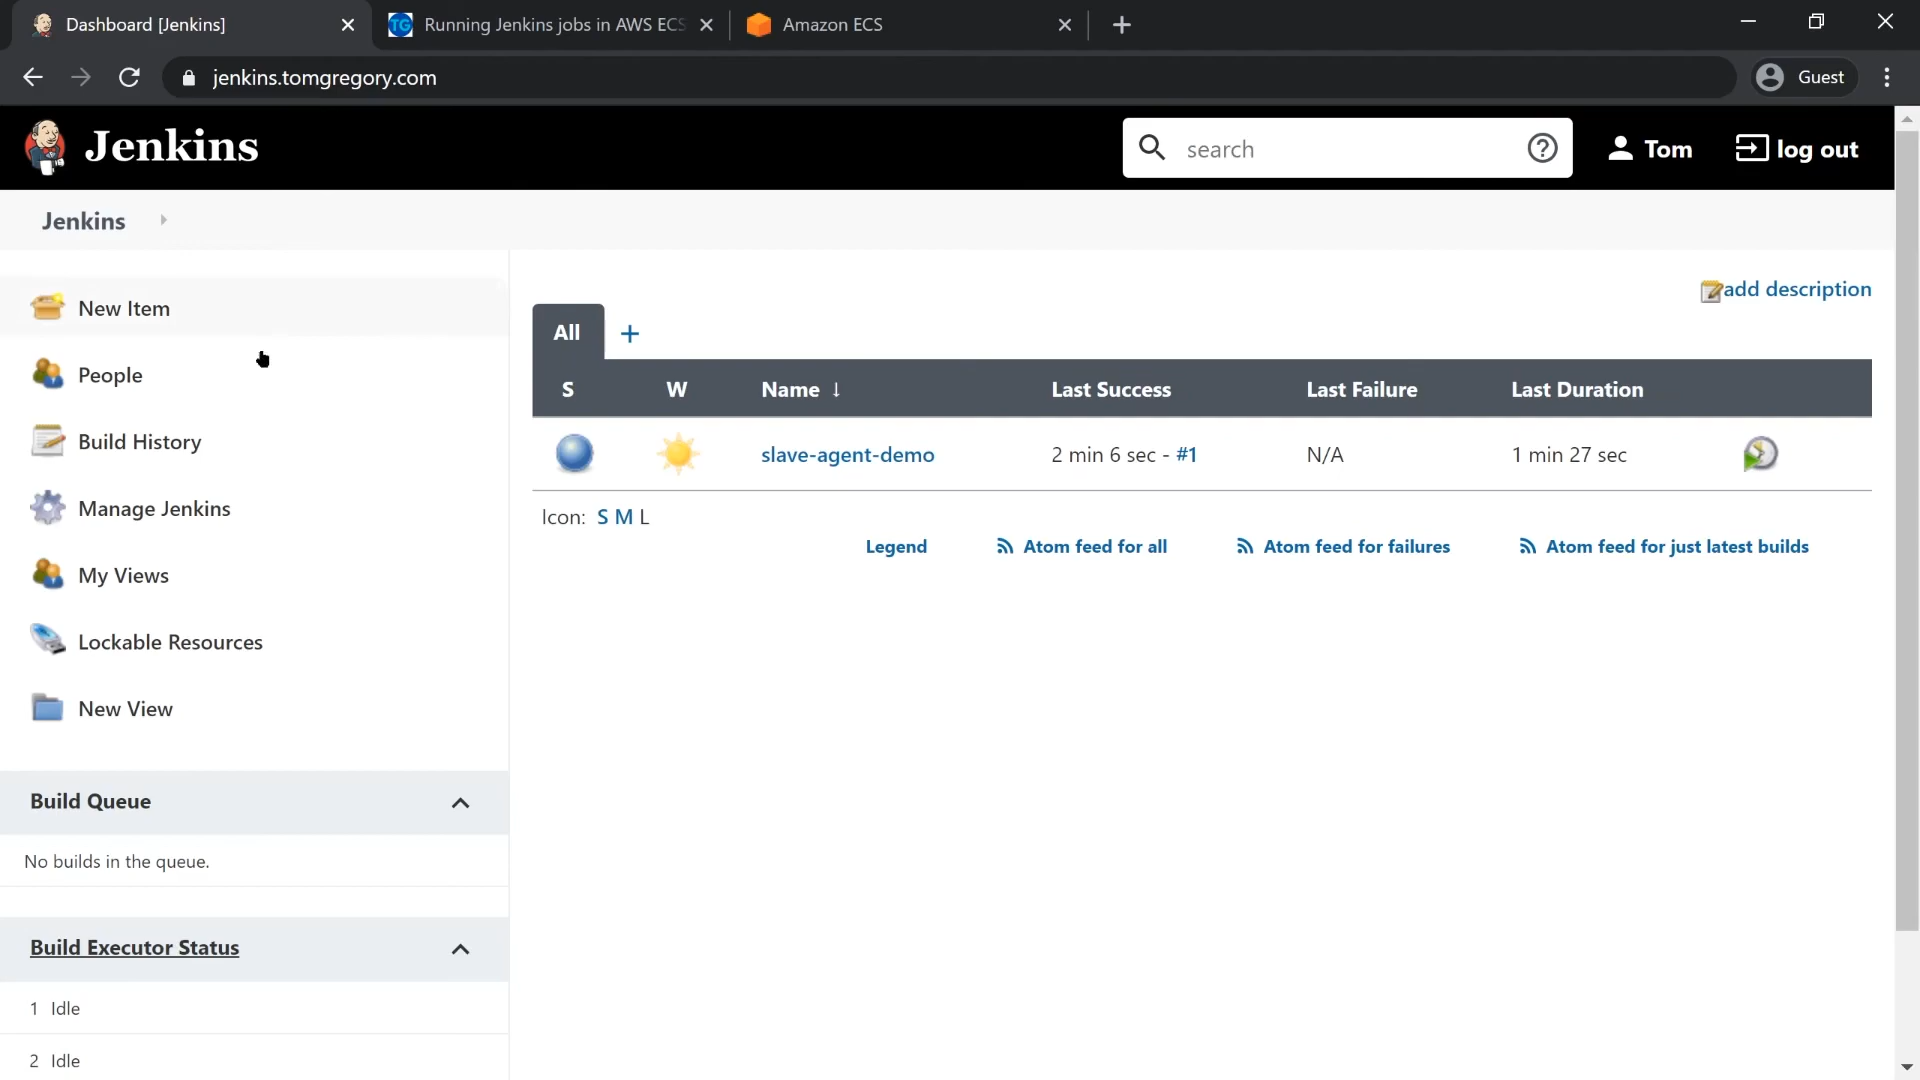 Dashboard [Jenkins]
TG Running Jenkins jobs in AWS ECS
Amazon ECS
jenkins.tomgregory.com
Guest
Jenkins
search
Tom
log out
Jenkins
New Item
People
Build History
Manage Jenkins
My Views
Lockable Resources
New View
Build Queue
No builds in the queue.
Build Executor Status
1 Idle
2 Idle
add description
All +
S W Name ↓ Last Success Last Failure Last Duration
slave-agent-demo 2 min 6 sec - #1 N/A 1 min 27 sec
Icon: S M L
Legend Atom feed for all Atom feed for failures Atom feed for just latest builds